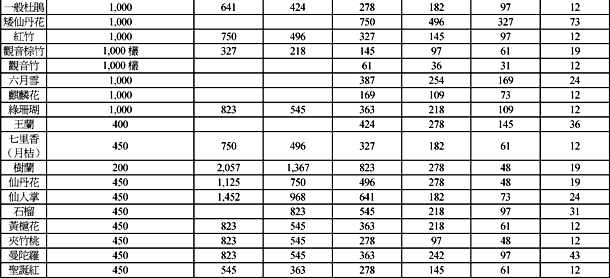 一般杜鵑 1,000 641 424 278 182 97 12
矮仙丹花 1,000 750 496 327 73
紅竹 1,000 750 496 327 145 97 12
觀音棕竹 1,000 欉 327 218 145 97 61 19
觀音竹 1,000 欉 61 36 31 12
六月雪 1,000 387 254 169 24
麒麟花 1,000 169 109 73 12
綠珊瑚 1,000 823 545 363 218 109 12
王蘭 400 424 278 145 36
七里香
（月桔） 450 750 496 327 182 61 12
樹蘭 200 2,057 1,367 823 278 48 19
仙丹花 450 1,125 750 496 278 48 19
仙人掌 450 1,452 968 641 182 73 24
石榴 450 823 545 218 97 31
黃槐花 450 823 545 363 218 61 12
夾竹桃 450 823 545 278 97 48 12
曼陀羅 450 823 545 363 242 97 43
聖誕紅 450 545 363 278 145 61 12